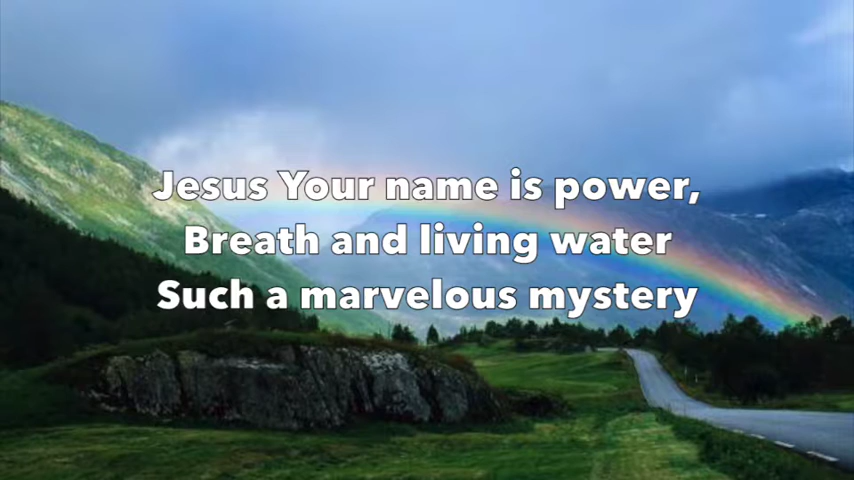 Jesus Your name is power,
Breath and living water
Such a marvelous mystery